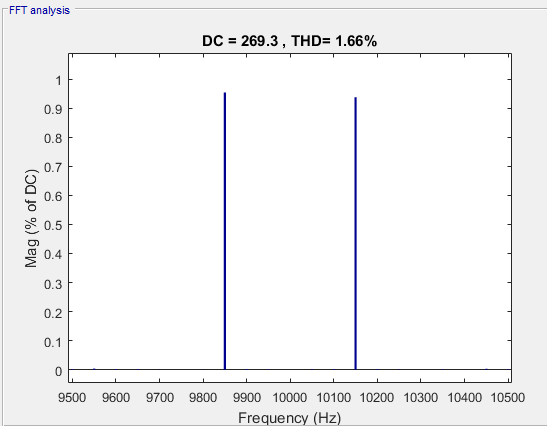 FFT analysis
DC = 269.3 , THD= 1.66%
1
0.9
0.8
0.7
0.6
0.5
0.4
0.3
0.2
0.1
0
Mag (% of DC)
9500 9600 9700 9800 9900 10000 10100 10200 10300 10400 10500
Frequency (Hz)